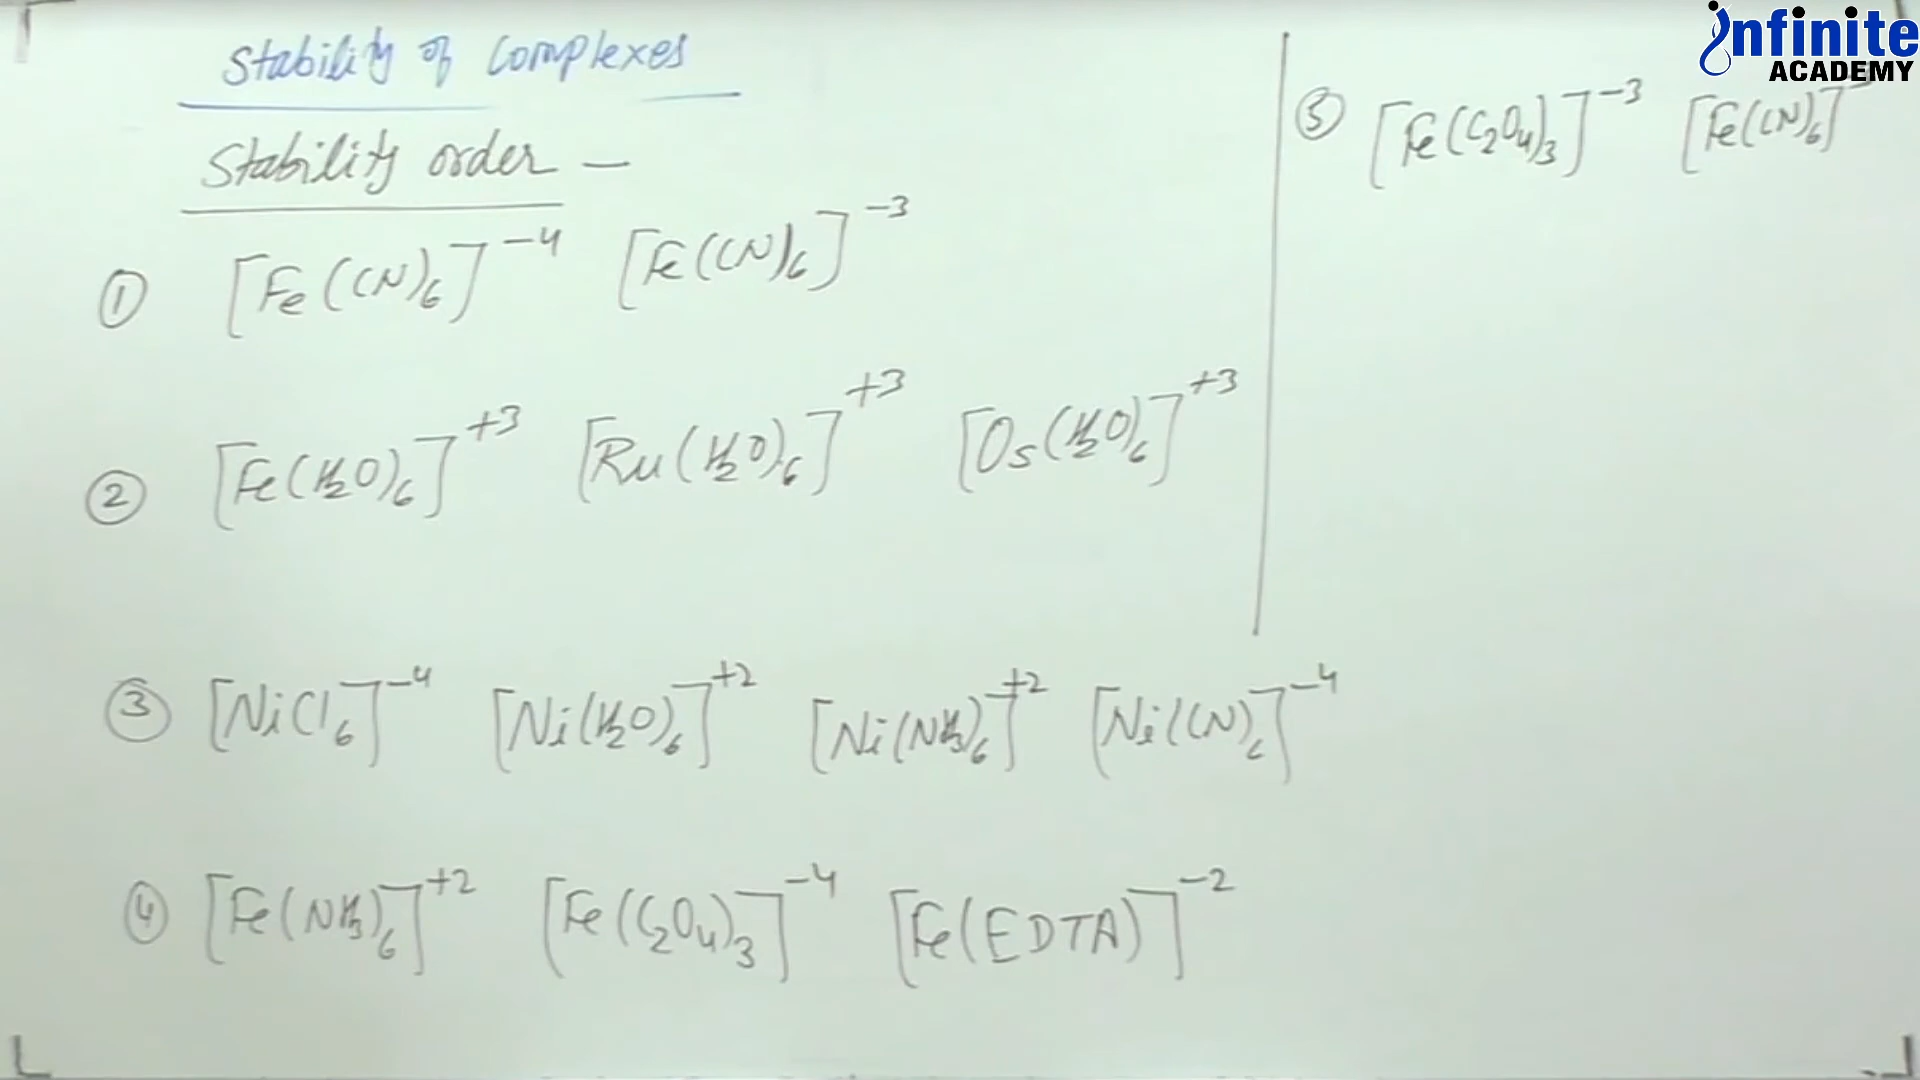 Stability of Complexes
Stability order —
① [Fe(CN)6]^-4 [Fe(CN)6]^-3
② [Fe(H2O)6]^+3 [Ru(H2O)6]^+3 [Os(H2O)6]^+3
③ [NiCl6]^-4 [Ni(H2O)6]^+2 [Ni(NH3)6]^+2 [Ni(CN)6]^-4
④ [Fe(NH3)6]^+2 [Fe(C2O4)3]^-4 [Fe(EDTA)]^-2
⑤ [Fe(C2O4)3]^-3 [Fe(CN)6]
infinite
ACADEMY